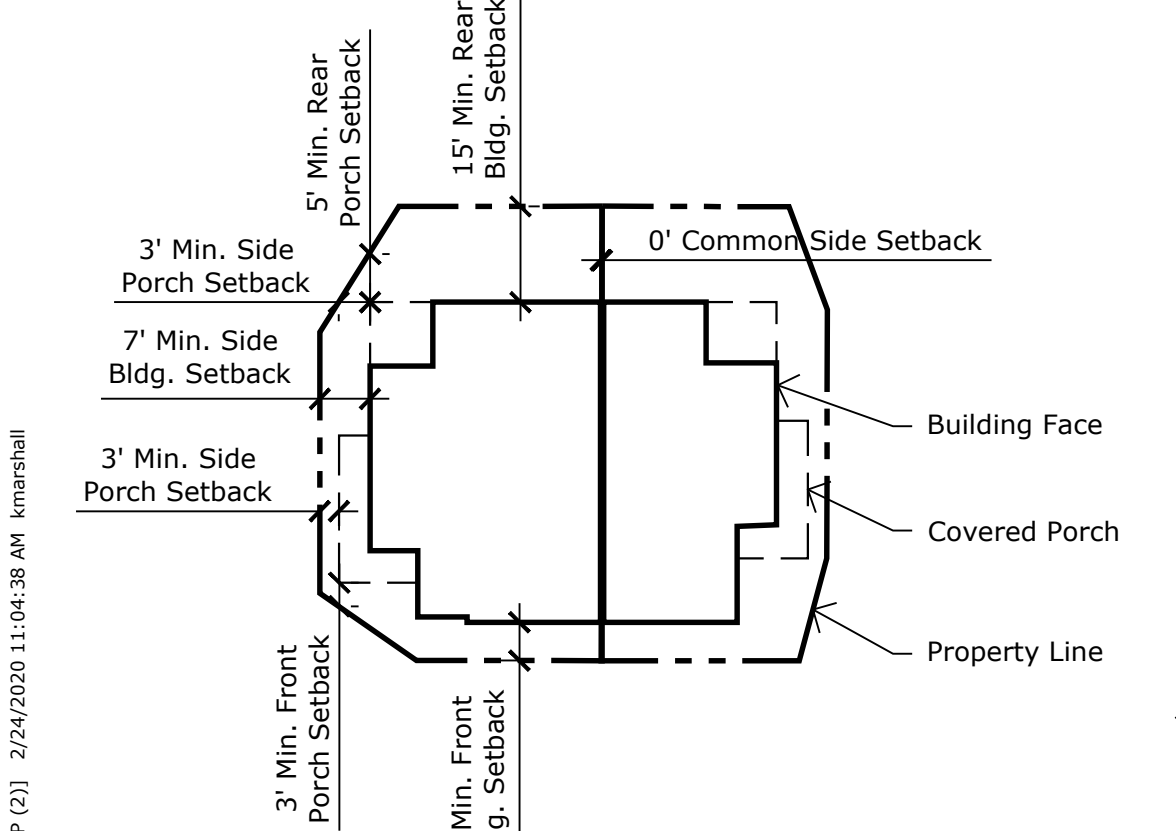 15' Min. Rear
Bldg. Setback
5' Min. Rear
Porch Setback
0' Common Side Setback
3' Min. Side
Porch Setback
7' Min. Side
Bldg. Setback
3' Min. Side
Porch Setback
Building Face
Covered Porch
Property Line
3' Min. Front
Porch Setback
Min. Front
g. Setback
P (2)] 2/24/2020 11:04:38 AM kmarshall